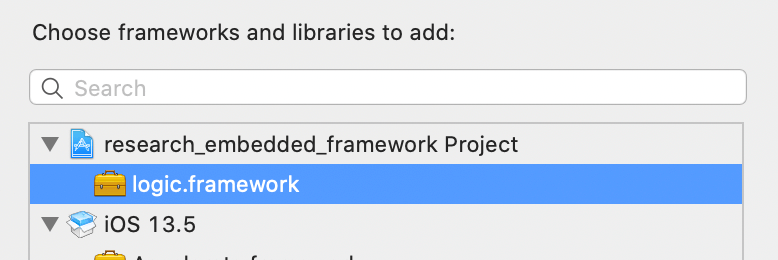 Choose frameworks and libraries to add:
Search
research_embedded_framework Project
logic.framework
iOS 13.5